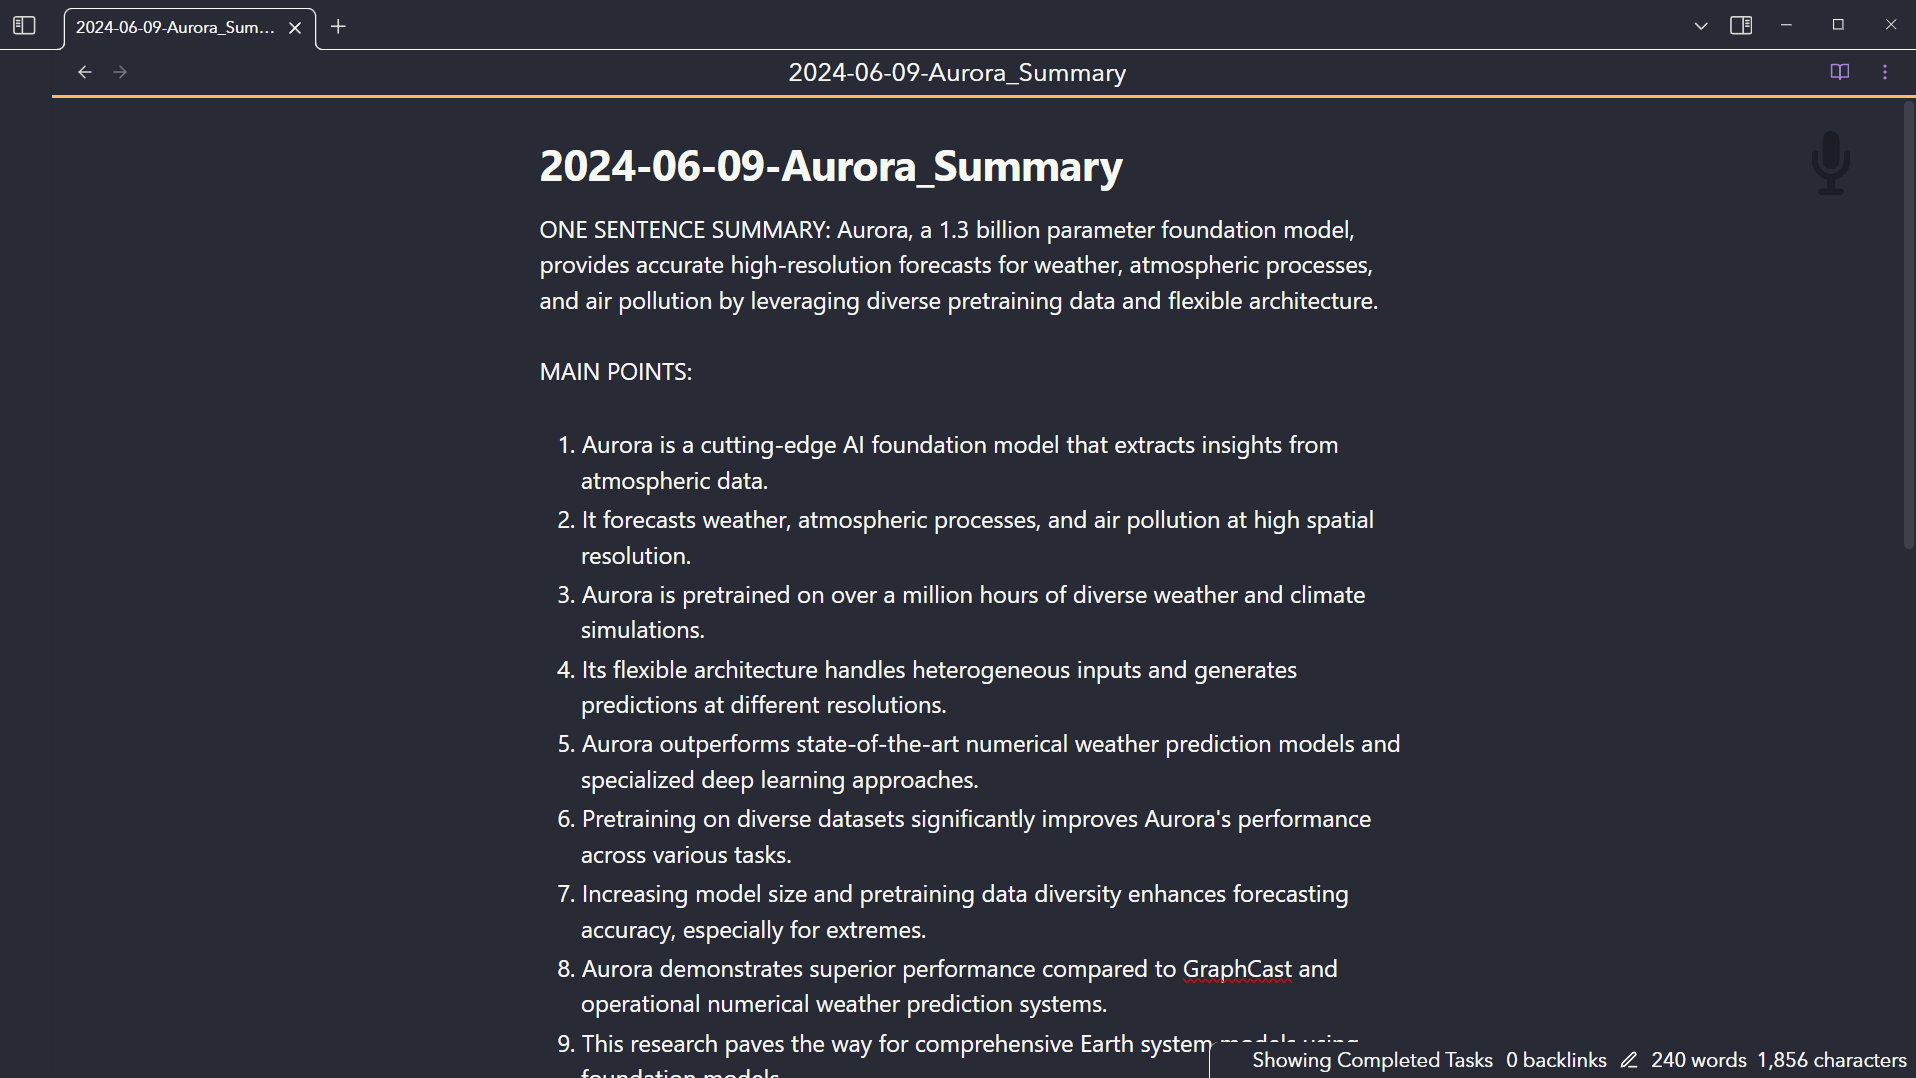 2024-06-09-Aurora_Sum...
2024-06-09-Aurora_Summary
2024-06-09-Aurora_Summary
ONE SENTENCE SUMMARY: Aurora, a 1.3 billion parameter foundation model,
provides accurate high-resolution forecasts for weather, atmospheric processes,
and air pollution by leveraging diverse pretraining data and flexible architecture.
MAIN POINTS:
1. Aurora is a cutting-edge AI foundation model that extracts insights from
atmospheric data.
2. It forecasts weather, atmospheric processes, and air pollution at high spatial
resolution.
3. Aurora is pretrained on over a million hours of diverse weather and climate
simulations.
4. Its flexible architecture handles heterogeneous inputs and generates
predictions at different resolutions.
5. Aurora outperforms state-of-the-art numerical weather prediction models and
specialized deep learning approaches.
6. Pretraining on diverse datasets significantly improves Aurora's performance
across various tasks.
7. Increasing model size and pretraining data diversity enhances forecasting
accuracy, especially for extremes.
8. Aurora demonstrates superior performance compared to GraphCast and
operational numerical weather prediction systems.
9. This research paves the way for comprehensive Earth system models using
foundation models.
Showing Completed Tasks 0 backlinks 240 words 1,856 characters